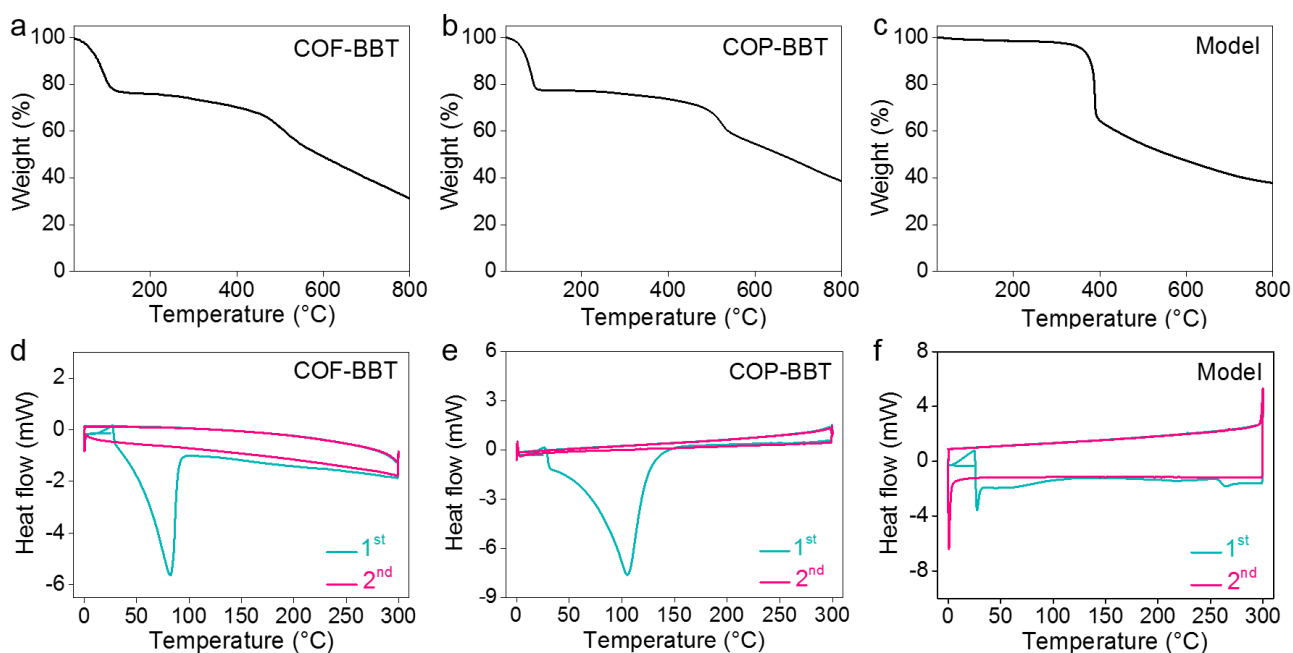 a
COF-BBT
100
80
60
40
20
0
Weight (%)
200
400
600
800
Temperature (°C)
b
COP-BBT
100
80
60
40
20
0
Weight (%)
200
400
600
800
Temperature (°C)
c
Model
100
80
60
40
20
0
Weight (%)
200
400
600
800
Temperature (°C)
d
COF-BBT
2
0
-2
-4
-6
Heat flow (mW)
1st
2nd
0
50
100
150
200
250
300
Temperature (°C)
e
COP-BBT
6
3
0
-3
-6
-9
Heat flow (mW)
1st
2nd
0
50
100
150
200
250
300
Temperature (°C)
f
Model
8
4
0
-4
-8
Heat flow (mW)
1st
2nd
0
50
100
150
200
250
300
Temperature (°C)